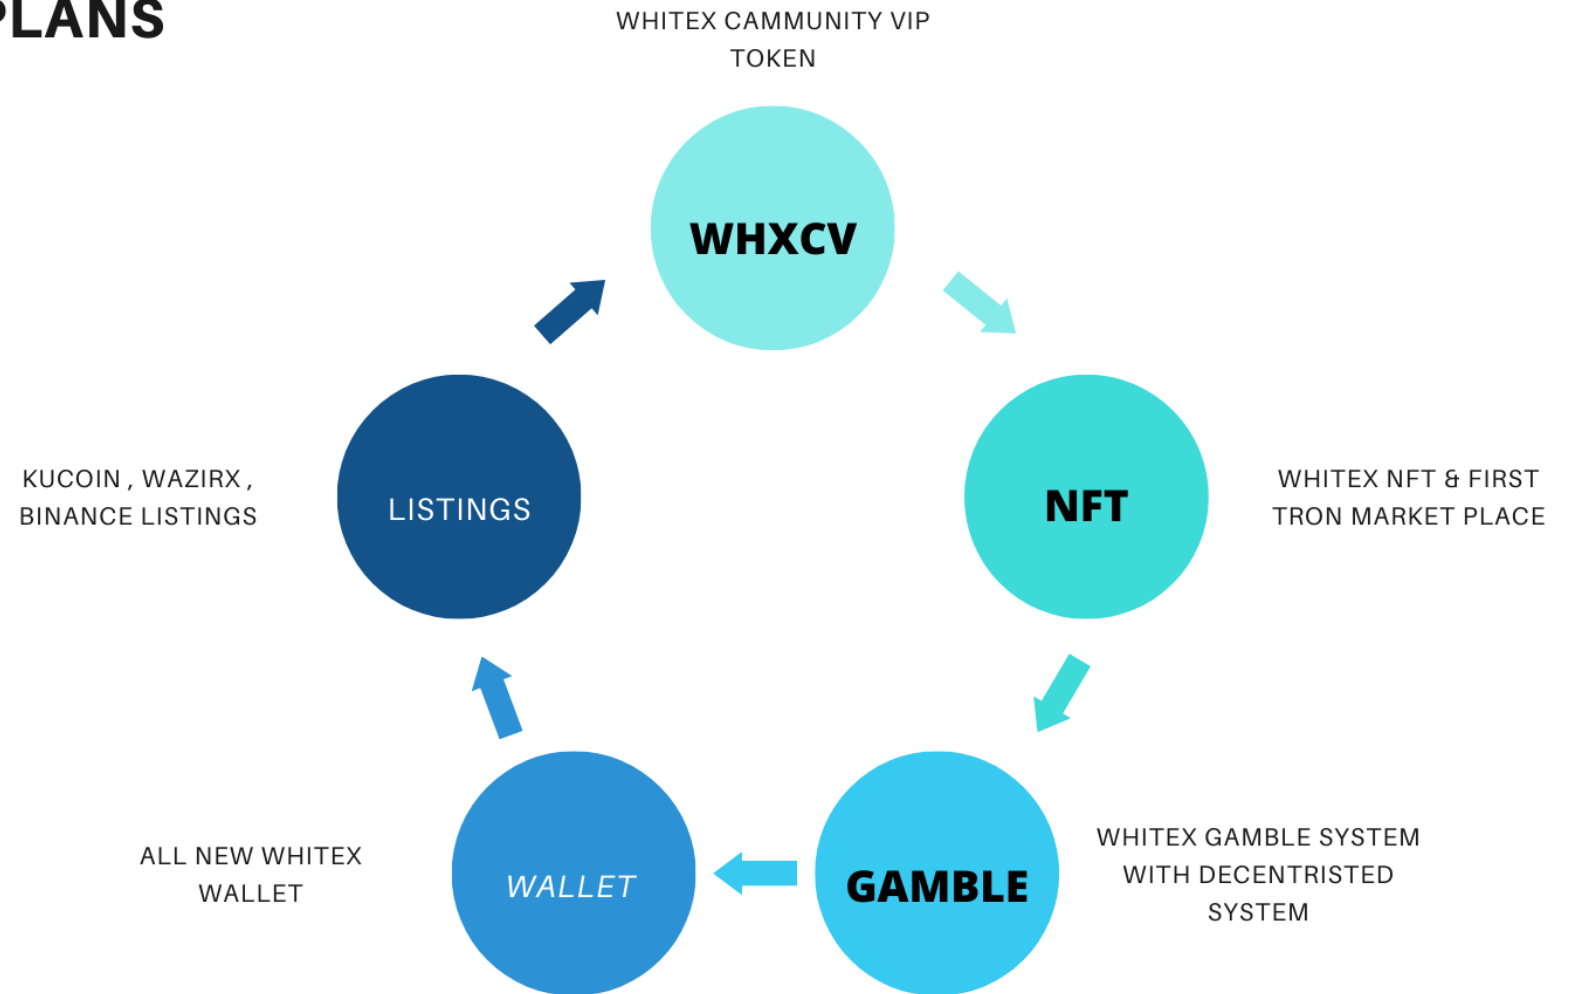 PLANS
WHITEX CAMMUNITY VIP
TOKEN
WHXCV
NFT
WHITEX NFT & FIRST
TRON MARKET PLACE
GAMBLE
WHITEX GAMBLE SYSTEM
WITH DECENTRISTED
SYSTEM
WALLET
ALL NEW WHITEX
WALLET
LISTINGS
KUCOIN , WAZIRX ,
BINANCE LISTINGS